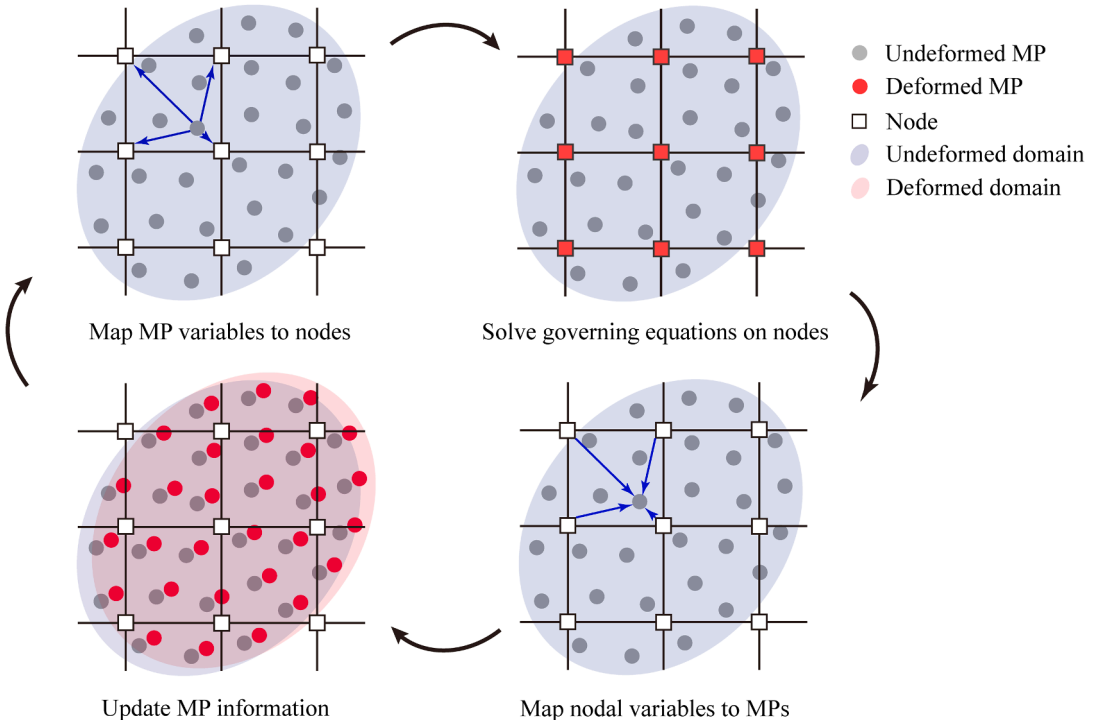 Undeformed MP
Deformed MP
Node
Undeformed domain
Deformed domain
Map MP variables to nodes
Solve governing equations on nodes
Update MP information
Map nodal variables to MPs